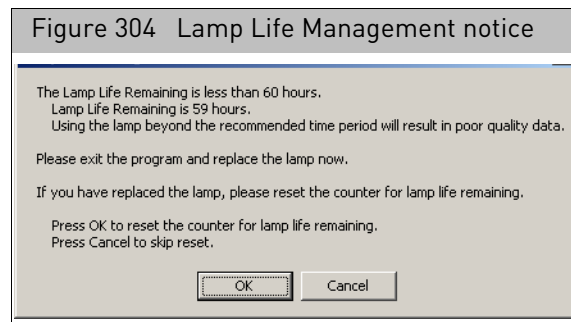 Figure 304 Lamp Life Management notice
The Lamp Life Remaining is less than 60 hours.
Lamp Life Remaining is 59 hours.
Using the lamp beyond the recommended time period will result in poor quality data.
Please exit the program and replace the lamp now.
If you have replaced the lamp, please reset the counter for lamp life remaining.
Press OK to reset the counter for lamp life remaining.
Press Cancel to skip reset.
OK Cancel